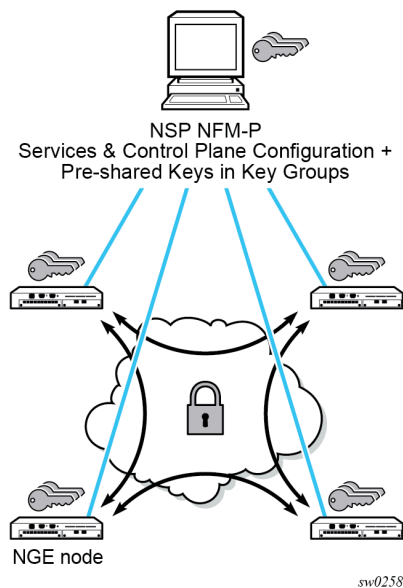 NSP NFM-P
Services & Control Plane Configuration +
Pre-shared Keys in Key Groups
NGE node
sw0258